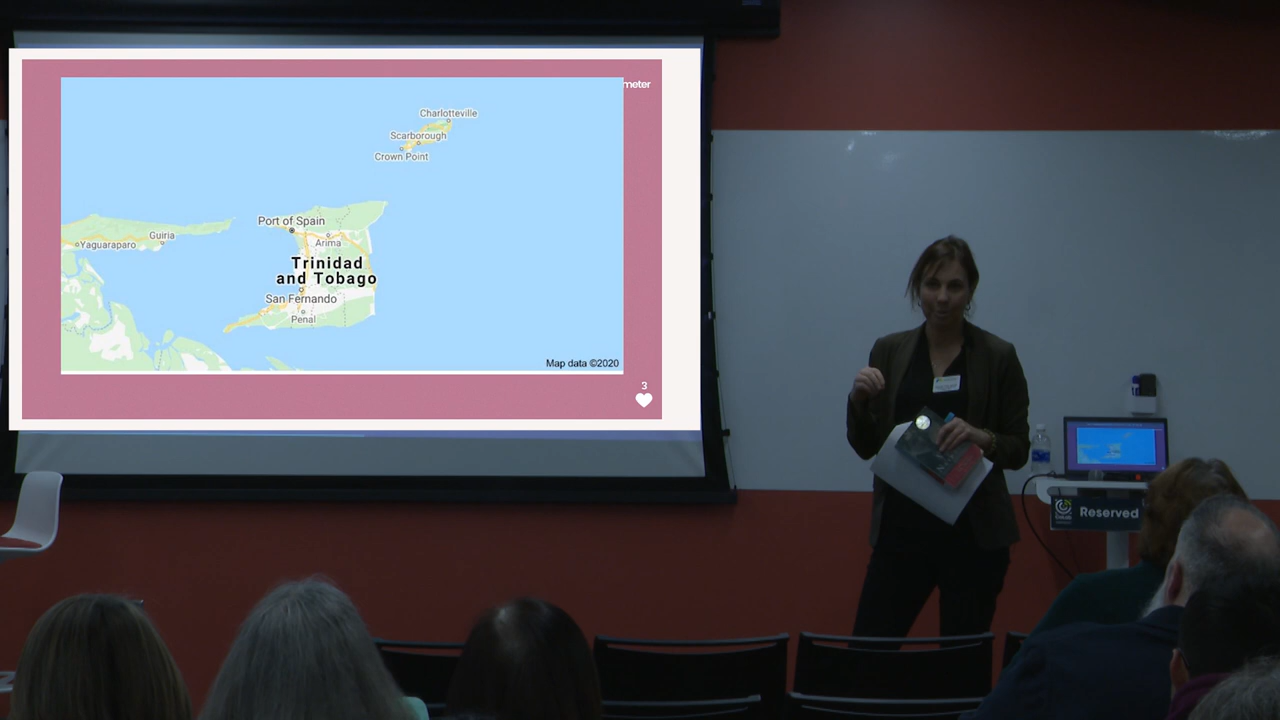 meter
Charlotteville
Scarborough
Crown Point
Port of Spain
Guiria
Yaguaraparo
Arima
Trinidad
and Tobago
San Fernando
Penal
Map data ©2020
3
Reserved